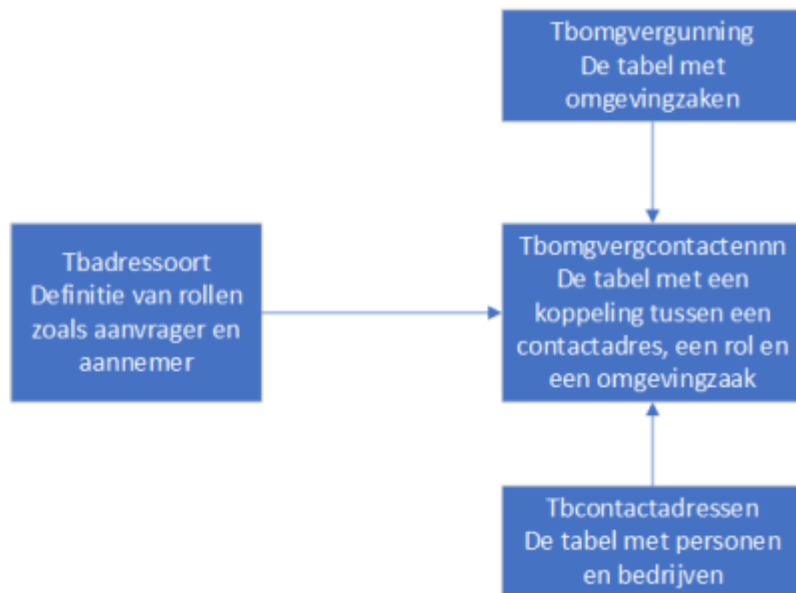 Tbomgvergunning
De tabel met
omgevingzaken
Tbadressoort
Definitie van rollen
zoals aanvrager en
aannemer
Tbomgvergcontactennn
De tabel met een
koppeling tussen een
contactadres, een rol en
een omgevingzaak
Tbcontactadressen
De tabel met personen
en bedrijven